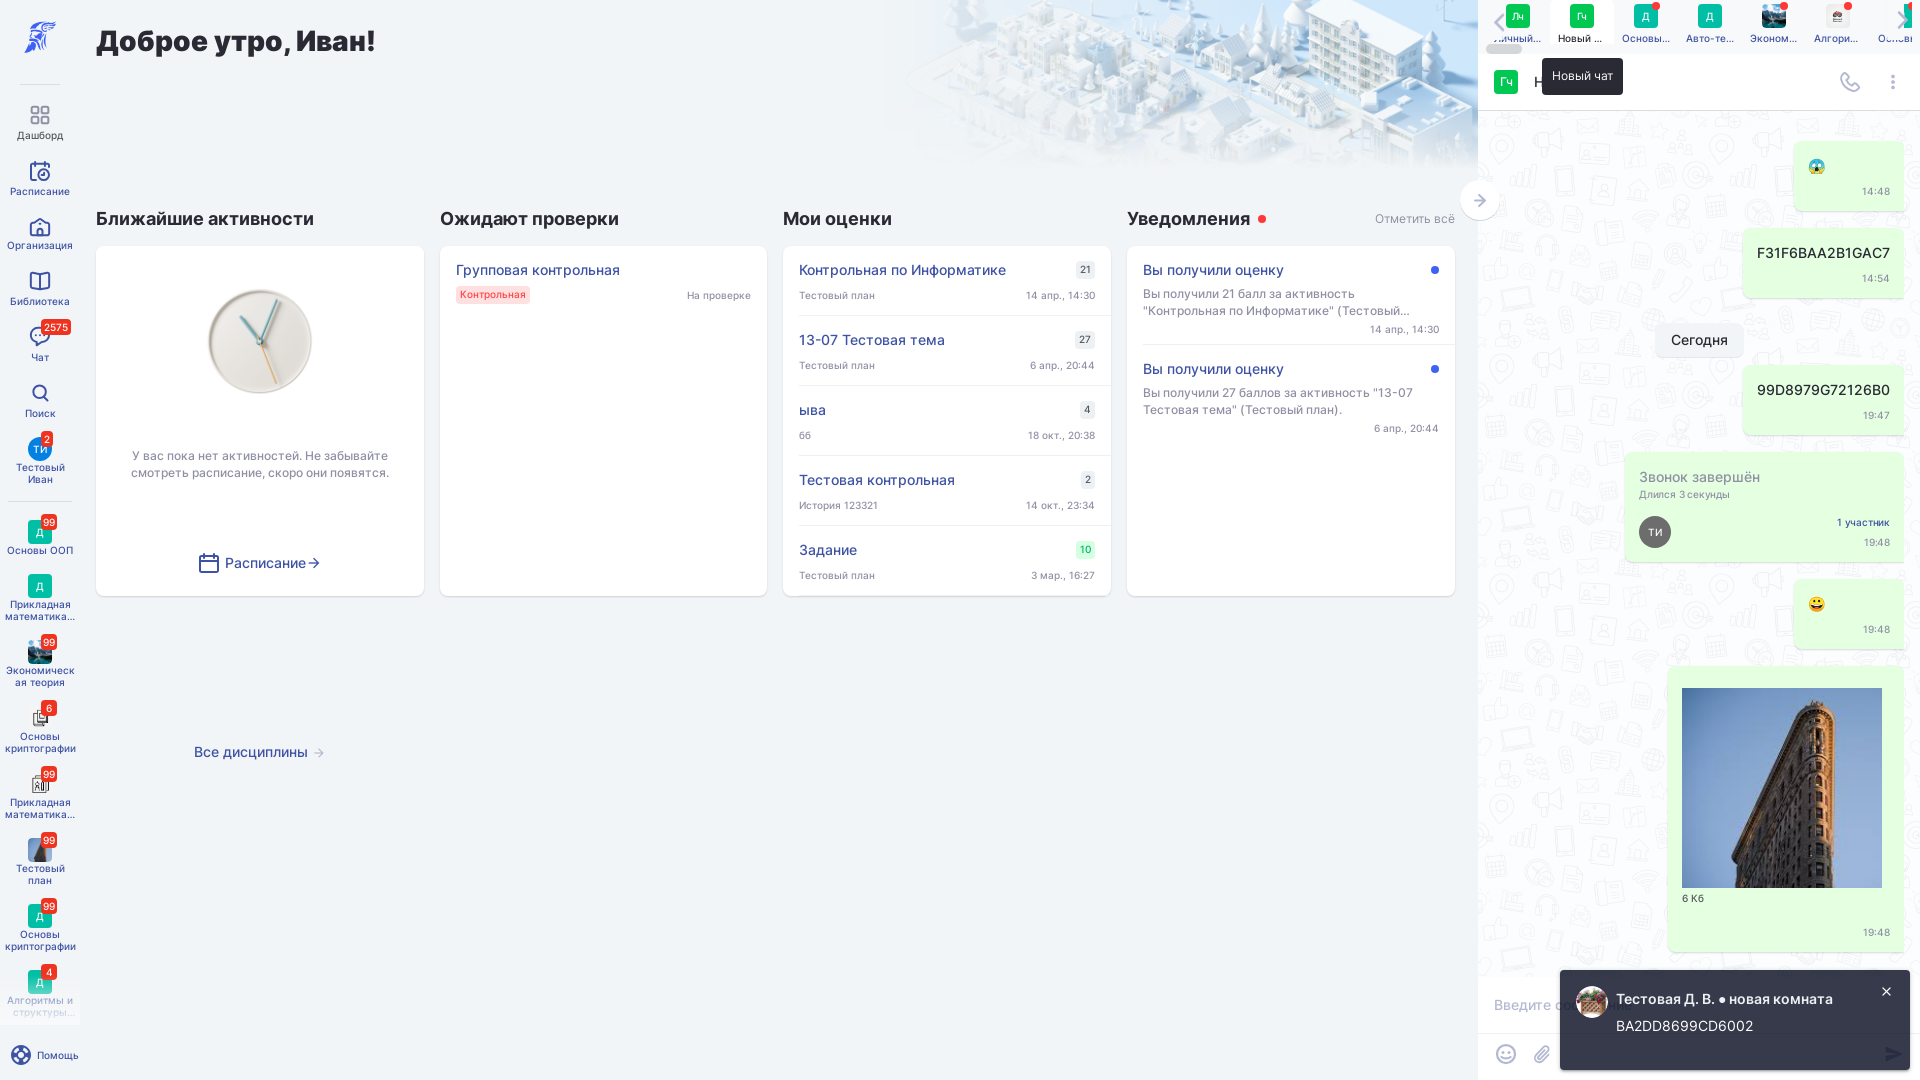 Дашборд
Расписание
Организация
Библиотека
2575
Чат
Поиск
2
ТИ
Тестовый
Иван
99
Д
Основы ООП
Д
Прикладная
математика...
99
Экономическ
ая теория
6
Основы
криптографии
99
Прикладная
математика...
99
Тестовый
план
99
Д
Основы
криптографии
4
Д
Алгоритмы и
структуры...
Помощь
Доброе утро, Иван!
Ближайшие активности
У вас пока нет активностей. Не забывайте
смотреть расписание, скоро они появятся.
Расписание
Все дисциплины
Ожидают проверки
Групповая контрольная
Контрольная
На проверке
Мои оценки
Контрольная по Информатике
21
Тестовый план
14 апр., 14:30
13-07 Тестовая тема
27
Тестовый план
6 апр., 20:44
ыва
4
бб
18 окт., 20:38
Тестовая контрольная
2
История 123321
14 окт., 23:34
Задание
10
Тестовый план
3 мар., 16:27
Уведомления
Отметить всё
Вы получили оценку
Вы получили 21 балл за активность
"Контрольная по Информатике" (Тестовый...
14 апр., 14:30
Вы получили оценку
Вы получили 27 баллов за активность "13-07
Тестовая тема" (Тестовый план).
6 апр., 20:44
Лч
Личный...
Гч
Новый ...
Д
Основы...
Д
Авто-те...
Эконом...
Алгори...
Новый чат
Гч
14:48
F31F6BAA2B1GAC7
14:54
Сегодня
99D8979G72126B0
19:47
Звонок завершён
Длился 3 секунды
ТИ
1 участник
19:48
19:48
6 Кб
19:48
Введите
Тестовая Д. В. ● новая комната
BA2DD8699CD6002